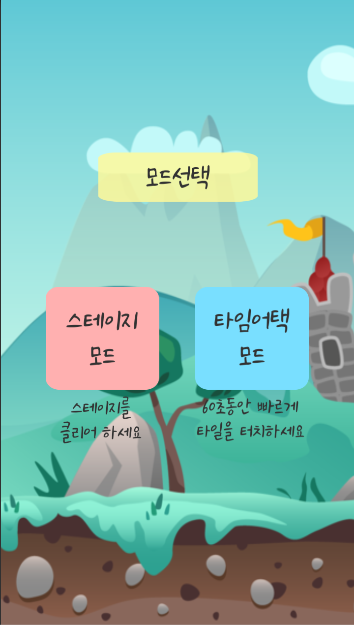 모드선택
스테이지
모드
타임어택
모드
스테이지를
클리어 하세요
60초동안 빠르게
타일을 터치하세요